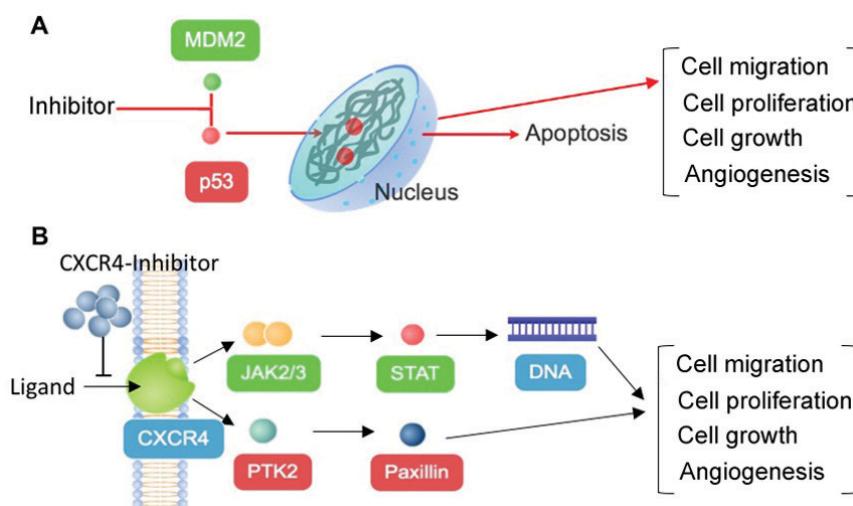 A
MDM2
Inhibitor
p53
Nucleus
Apoptosis
Cell migration
Cell proliferation
Cell growth
Angiogenesis
B
CXCR4-Inhibitor
Ligand
CXCR4
JAK2/3
STAT
DNA
PTK2
Paxillin
Cell migration
Cell proliferation
Cell growth
Angiogenesis